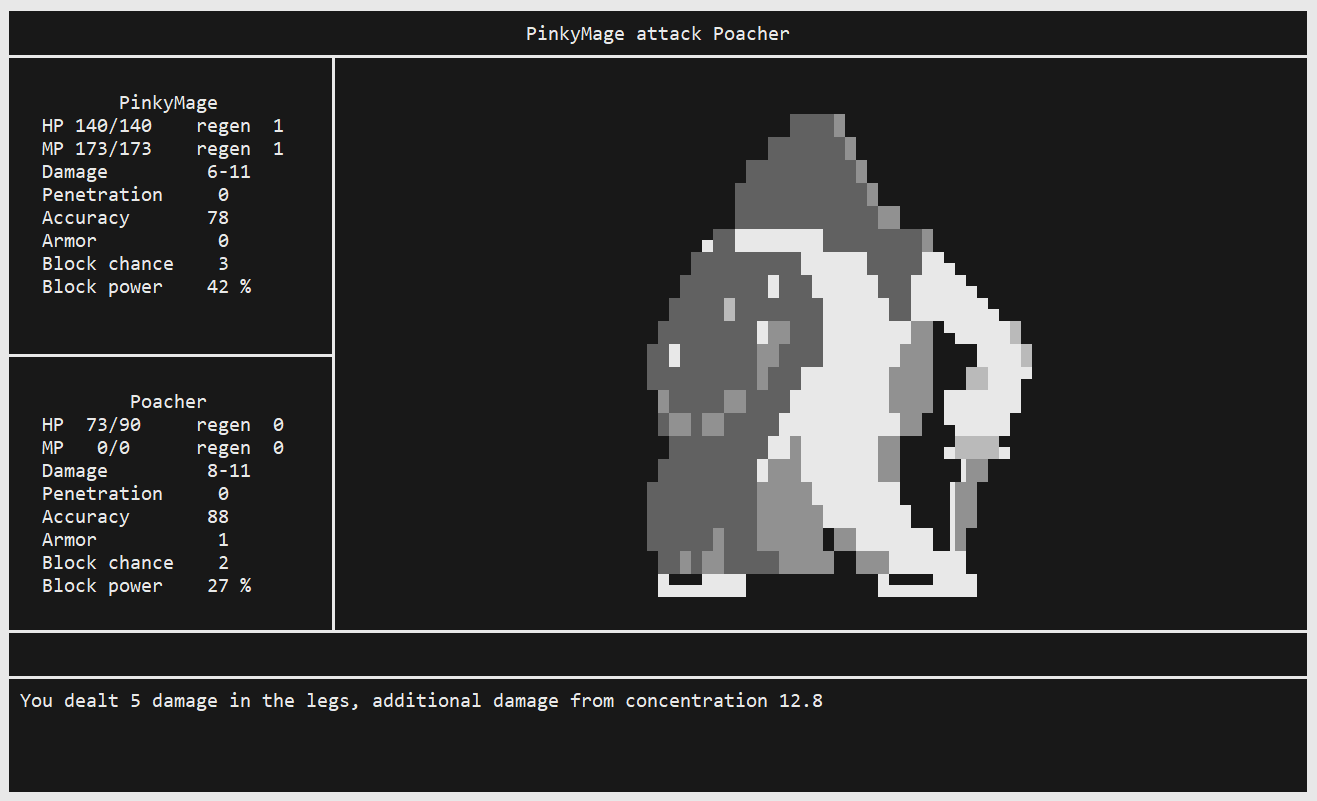 PinkyMage attack Poacher
PinkyMage
HP 140/140 regen 1
MP 173/173 regen 1
Damage 6-11
Penetration 0
Accuracy 78
Armor 0
Block chance 3
Block power 42 %
Poacher
HP 73/90 regen 0
MP 0/0 regen 0
Damage 8-11
Penetration 0
Accuracy 88
Armor 1
Block chance 2
Block power 27 %
You dealt 5 damage in the legs, additional damage from concentration 12.8